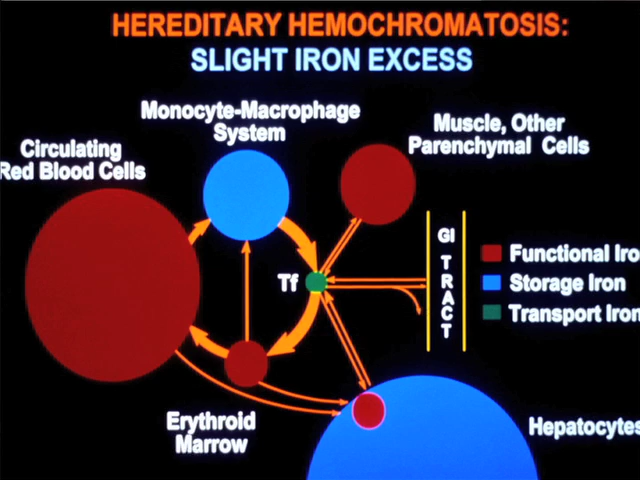 HEREDITARY HEMOCHROMATOSIS:
SLIGHT IRON EXCESS
Monocyte-Macrophage
System
Muscle, Other
Parenchymal Cells
Circulating
Red Blood Cells
GI
TRACT
Tf
Functional Iro
Storage Iron
Transport Iron
Erythroid
Marrow
Hepatocytes